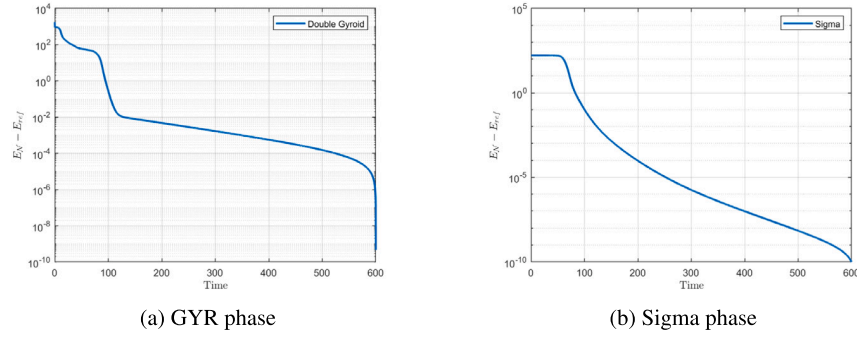 10^4
10^2
10^0
10^-2
10^-4
10^-6
10^-8
10^-10
E_N − E_ref
0 100 200 300 400 500 600
Time
Double Gyroid
(a) GYR phase
10^5
10^0
10^-5
10^-10
E_N − E_ref
0 100 200 300 400 500 600
Time
Sigma
(b) Sigma phase